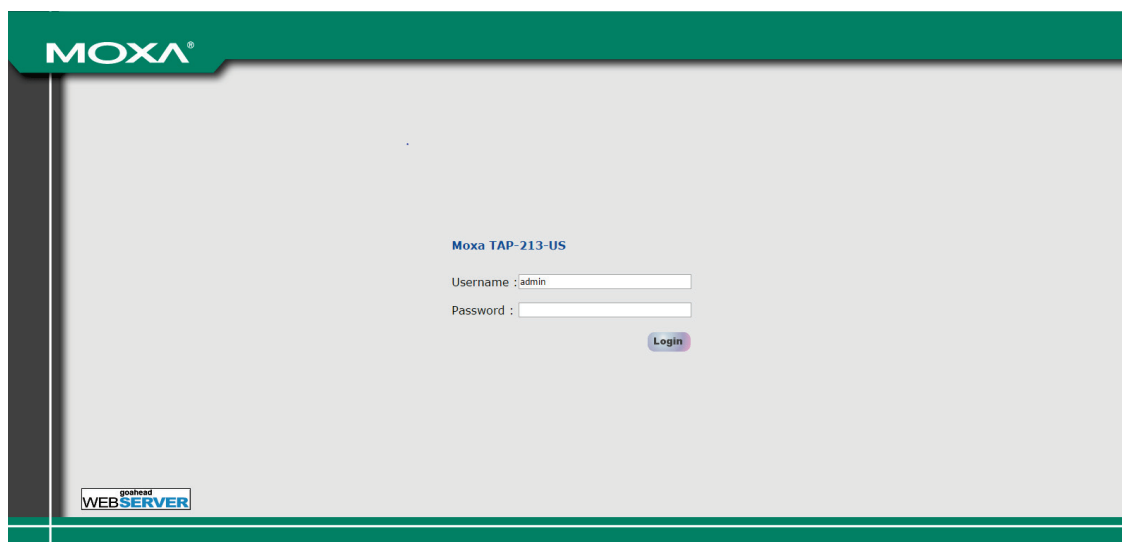 MOXA®
Moxa TAP-213-US
Username : admin
Password :
Login
goahead
WEBSERVER